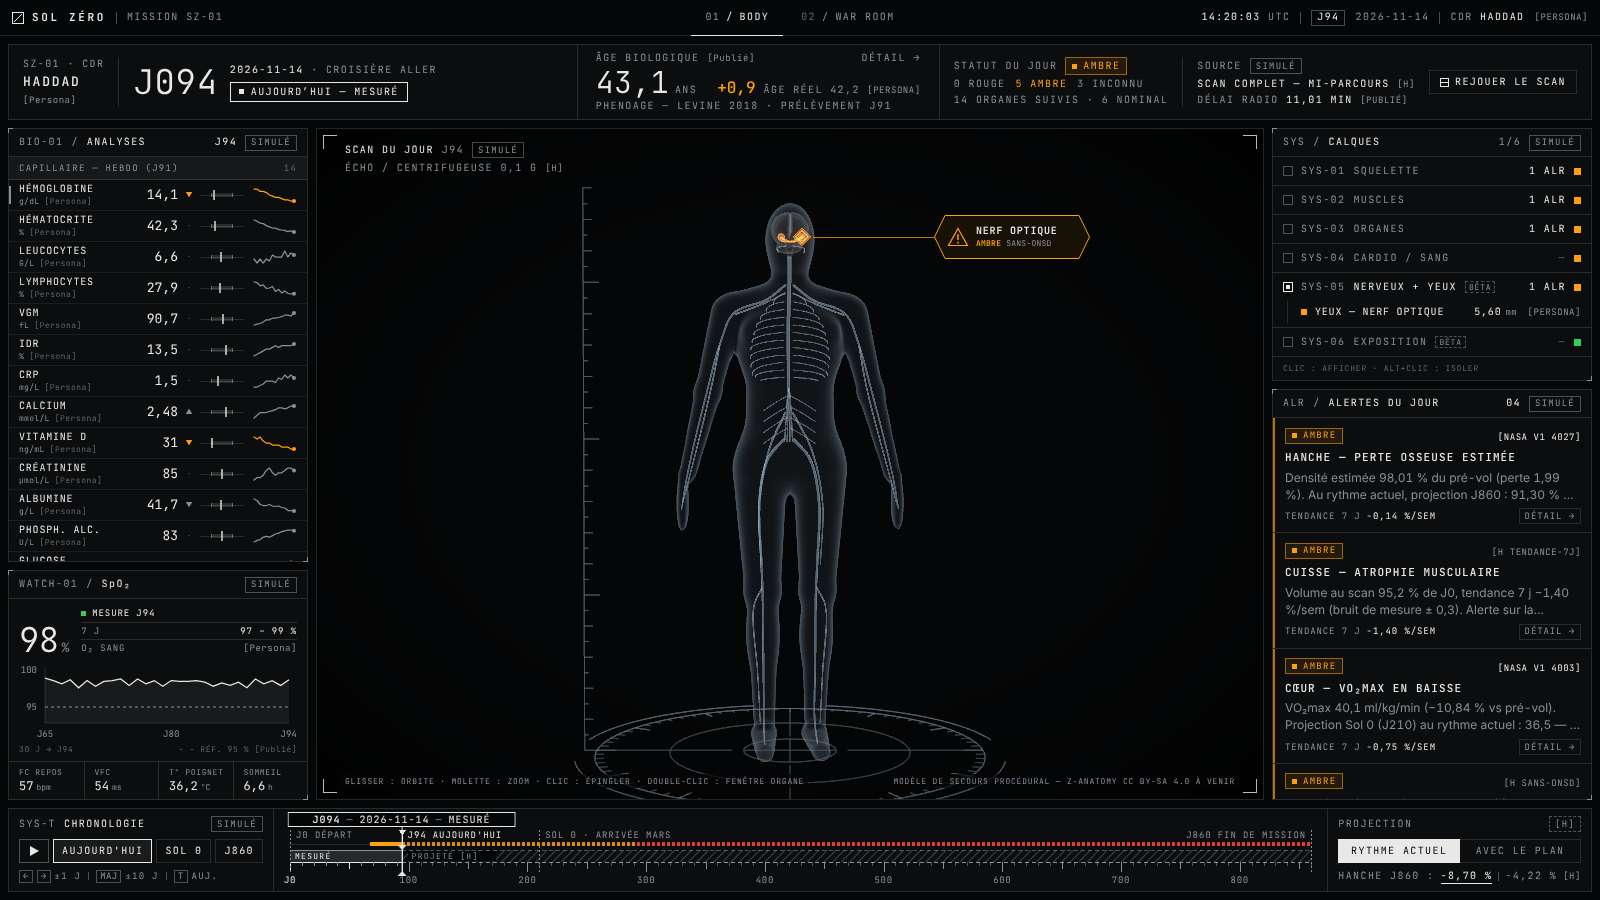 SOL ZÉRO | MISSION SZ-01
01 / BODY
02 / WAR ROOM
14:20:03 UTC | J94 2026-11-14 | CDR HADDAD [PERSONA]
SZ-01 · CDR
HADDAD
[Persona]
J094
2026-11-14 · CROISIÈRE ALLER
AUJOURD'HUI — MESURÉ
ÂGE BIOLOGIQUE [Publié]
DÉTAIL →
43,1 ANS +0,9 ÂGE RÉEL 42,2 [PERSONA]
PHENOAGE — LEVINE 2018 · PRÉLÈVEMENT J91
STATUT DU JOUR AMBRE
0 ROUGE 5 AMBRE 3 INCONNU
14 ORGANES SUIVIS · 6 NOMINAL
SOURCE SIMULÉ
SCAN COMPLET — MI-PARCOURS [H]
DÉLAI RADIO 11,01 MIN [PUBLIÉ]
REJOUER LE SCAN
BIO-01 / ANALYSES J94 SIMULÉ
CAPILLAIRE — HEBDO (J91) 14
HÉMOGLOBINE 14,1
g/dL [Persona]
HÉMATOCRITE 42,3
% [Persona]
LEUCOCYTES 6,6
G/L [Persona]
LYMPHOCYTES 27,9
% [Persona]
VGM 90,7
fL [Persona]
IDR 13,5
% [Persona]
CRP 1,5
mg/L [Persona]
CALCIUM 2,48
mmol/L [Persona]
VITAMINE D 31
ng/mL [Persona]
CRÉATININE 85
µmol/L [Persona]
ALBUMINE 41,7
g/L [Persona]
PHOSPH. ALC. 83
U/L [Persona]
GLUCOSE
WATCH-01 / SpO₂ SIMULÉ
98 %
MESURE J94
7 J 97 – 99 %
O₂ SANG [Persona]
100
95
J65 J80 J94
30 J → J94 -- RÉF. 95 % [Publié]
FC REPOS
57 bpm
VFC
54 ms
T° POIGNET
36,2 °C
SOMMEIL
6,6 h
SCAN DU JOUR J94 SIMULÉ
ÉCHO / CENTRIFUGEUSE 0,1 G [H]
NERF OPTIQUE
AMBRE SANS-ONSD
GLISSER : ORBITE · MOLETTE : ZOOM · CLIC : ÉPINGLER · DOUBLE-CLIC : FENÊTRE ORGANE
MODÈLE DE SECOURS PROCÉDURAL — Z-ANATOMY CC BY-SA 4.0 À VENIR
SYS / CALQUES 1/6 SIMULÉ
SYS-01 SQUELETTE 1 ALR
SYS-02 MUSCLES 1 ALR
SYS-03 ORGANES 1 ALR
SYS-04 CARDIO / SANG —
SYS-05 NERVEUX + YEUX BÊTA 1 ALR
YEUX — NERF OPTIQUE 5,60 mm [PERSONA]
SYS-06 EXPOSITION BÊTA —
CLIC : AFFICHER · ALT+CLIC : ISOLER
ALR / ALERTES DU JOUR 04 SIMULÉ
AMBRE [NASA V1 4027]
HANCHE — PERTE OSSEUSE ESTIMÉE
Densité estimée 98,01 % du pré-vol (perte 1,99
%). Au rythme actuel, projection J860 : 91,30 % ...
TENDANCE 7 J -0,14 %/SEM DÉTAIL →
AMBRE [H TENDANCE-7J]
CUISSE — ATROPHIE MUSCULAIRE
Volume au scan 95,2 % de J0, tendance 7 j −1,40
%/sem (bruit de mesure ± 0,3). Alerte sur la...
TENDANCE 7 J -1,40 %/SEM DÉTAIL →
AMBRE [NASA V1 4003]
CŒUR — VO₂MAX EN BAISSE
VO₂max 40,1 ml/kg/min (−10,84 % vs pré-vol).
Projection Sol 0 (J210) au rythme actuel : 36,5 — ...
TENDANCE 7 J -0,75 %/SEM DÉTAIL →
AMBRE [H SANS-ONSD]
SYS-T CHRONOLOGIE SIMULÉ
AUJOURD'HUI SOL 0 J860
← → ±1 J | MAJ ±10 J | T AUJ.
J094 — 2026-11-14 — MESURÉ
J0 DÉPART J94 AUJOURD'HUI SOL 0 · ARRIVÉE MARS J860 FIN DE MISSION
MESURÉ PROJETÉ [H]
J0 100 200 300 400 500 600 700 800
PROJECTION [H]
RYTHME ACTUEL AVEC LE PLAN
HANCHE J860 : -8,70 % | -4,22 % [H]